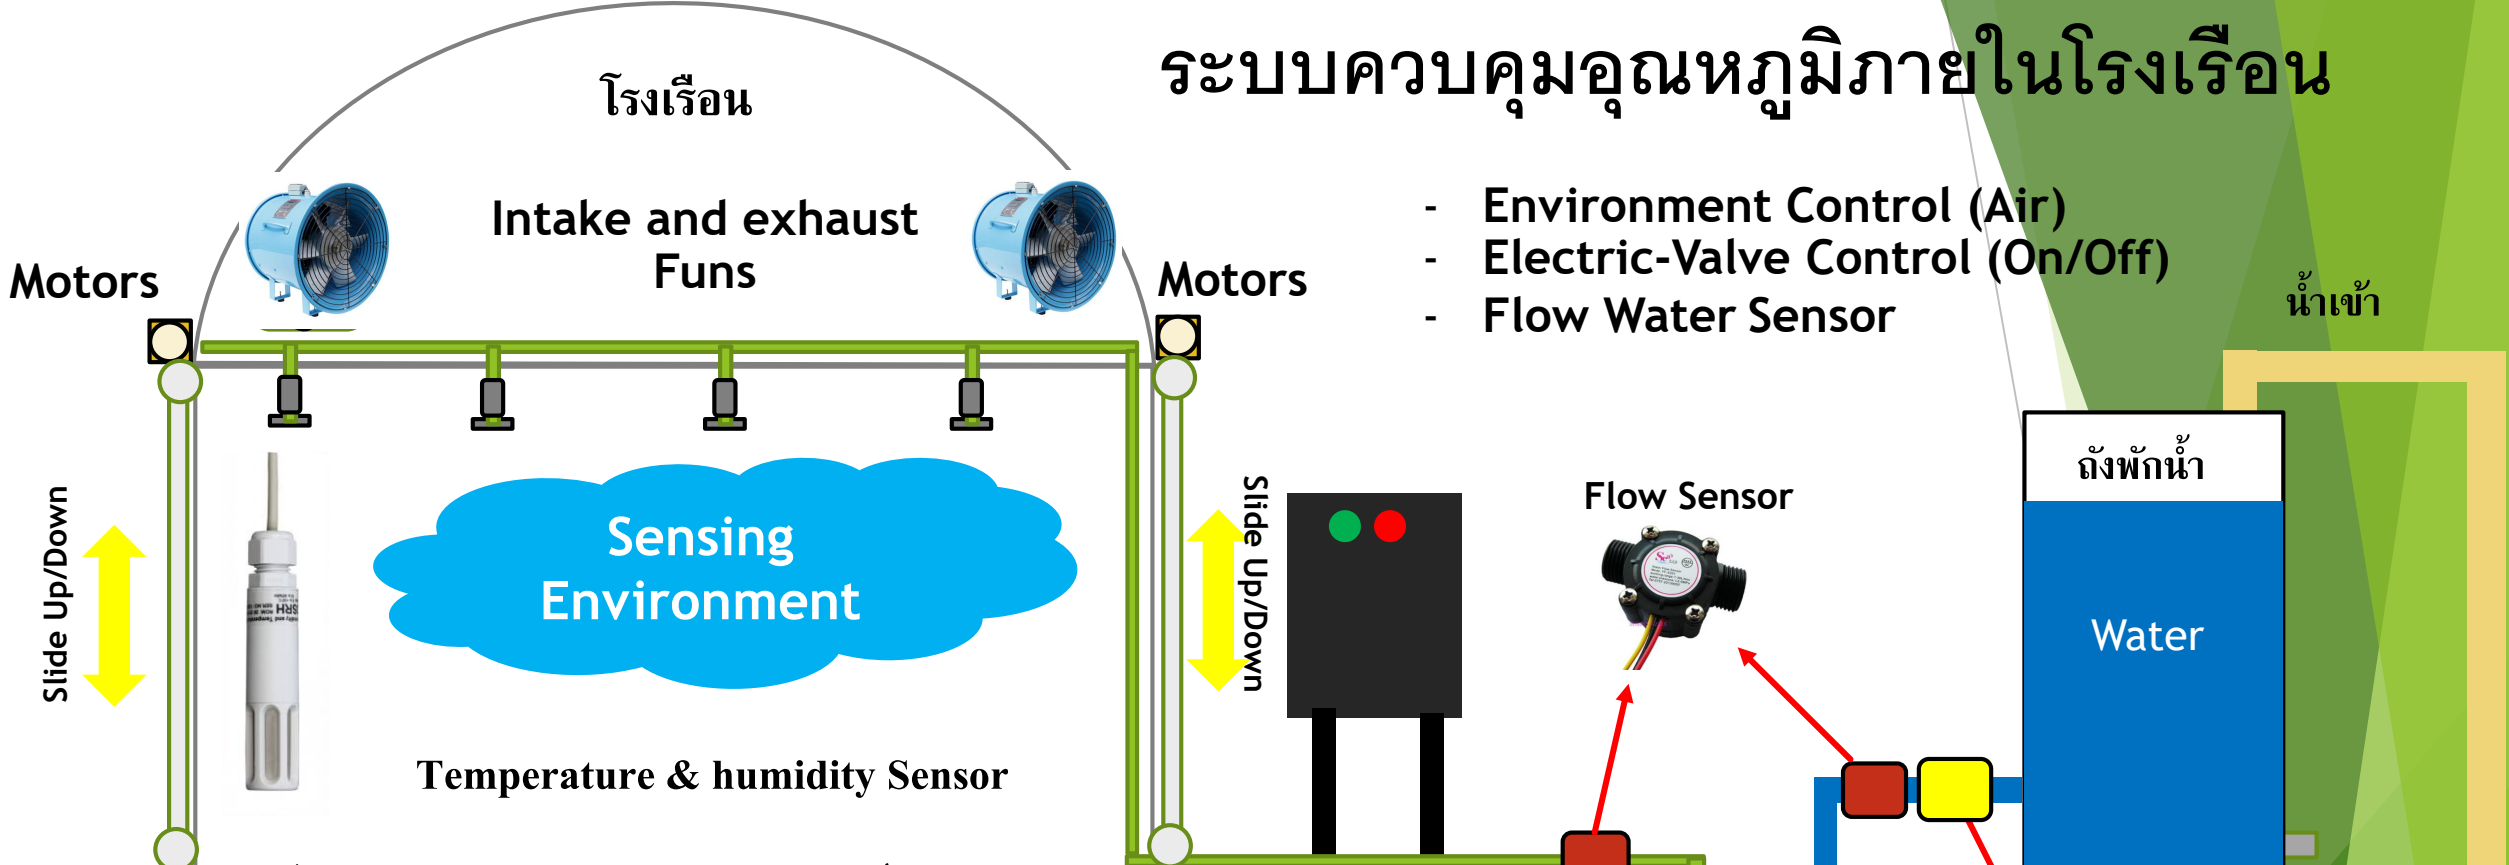 ระบบควบคุมอุณหภูมิภายในโรงเรือน
โรงเรือน
Intake and exhaust
Funs
Motors
Motors
- Environment Control (Air)
- Electric-Valve Control (On/Off)
- Flow Water Sensor
น้ำเข้า
ถังพักน้ำ
Water
Flow Sensor
Slide Up/Down
Slide Up/Down
Sensing
Environment
Temperature & humidity Sensor